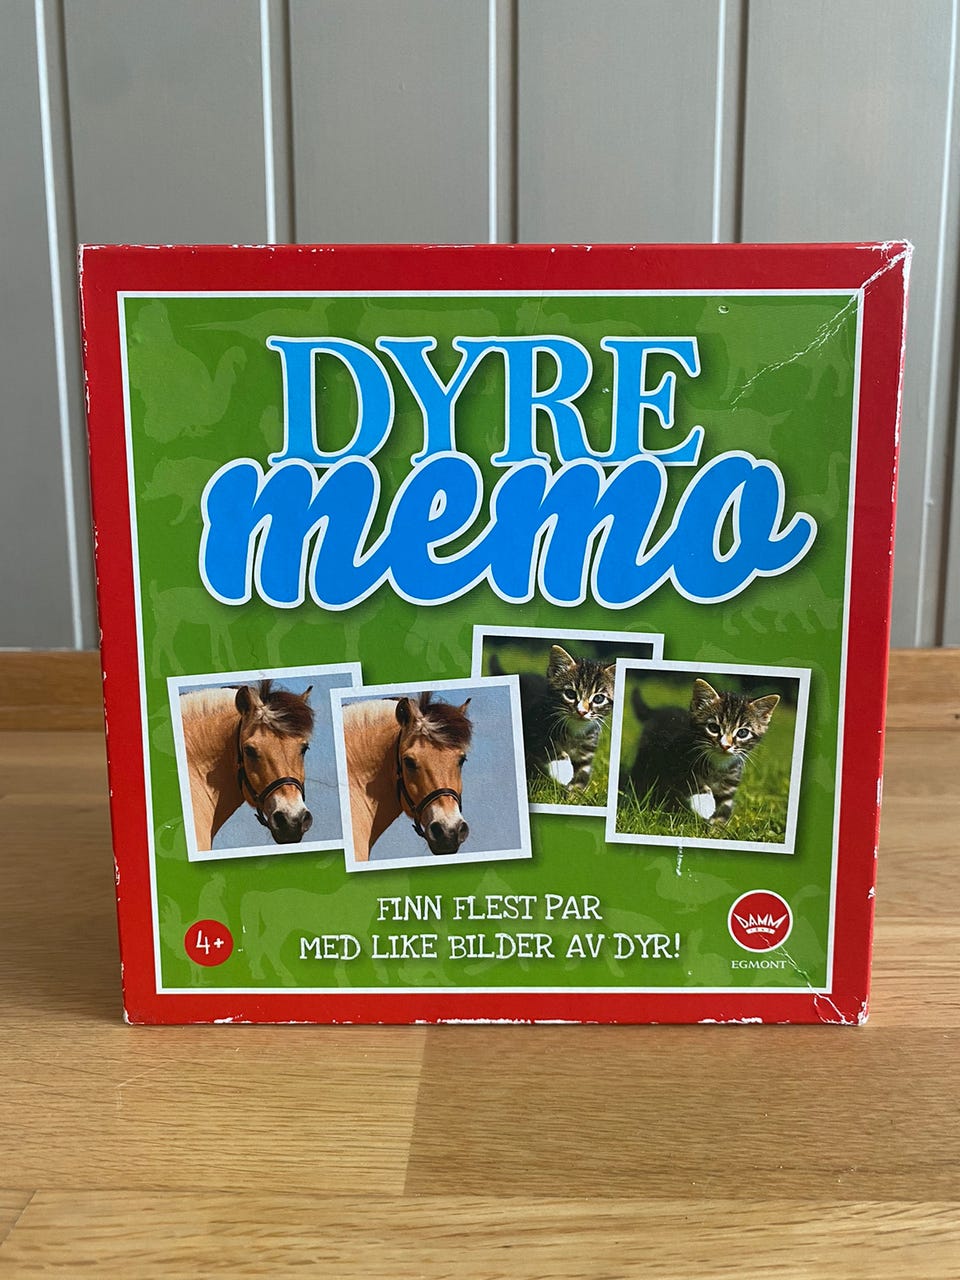 DYRE
memo
FINN FLEST PAR
MED LIKE BILDER AV DYR!
4+
DAMM
EGMONT